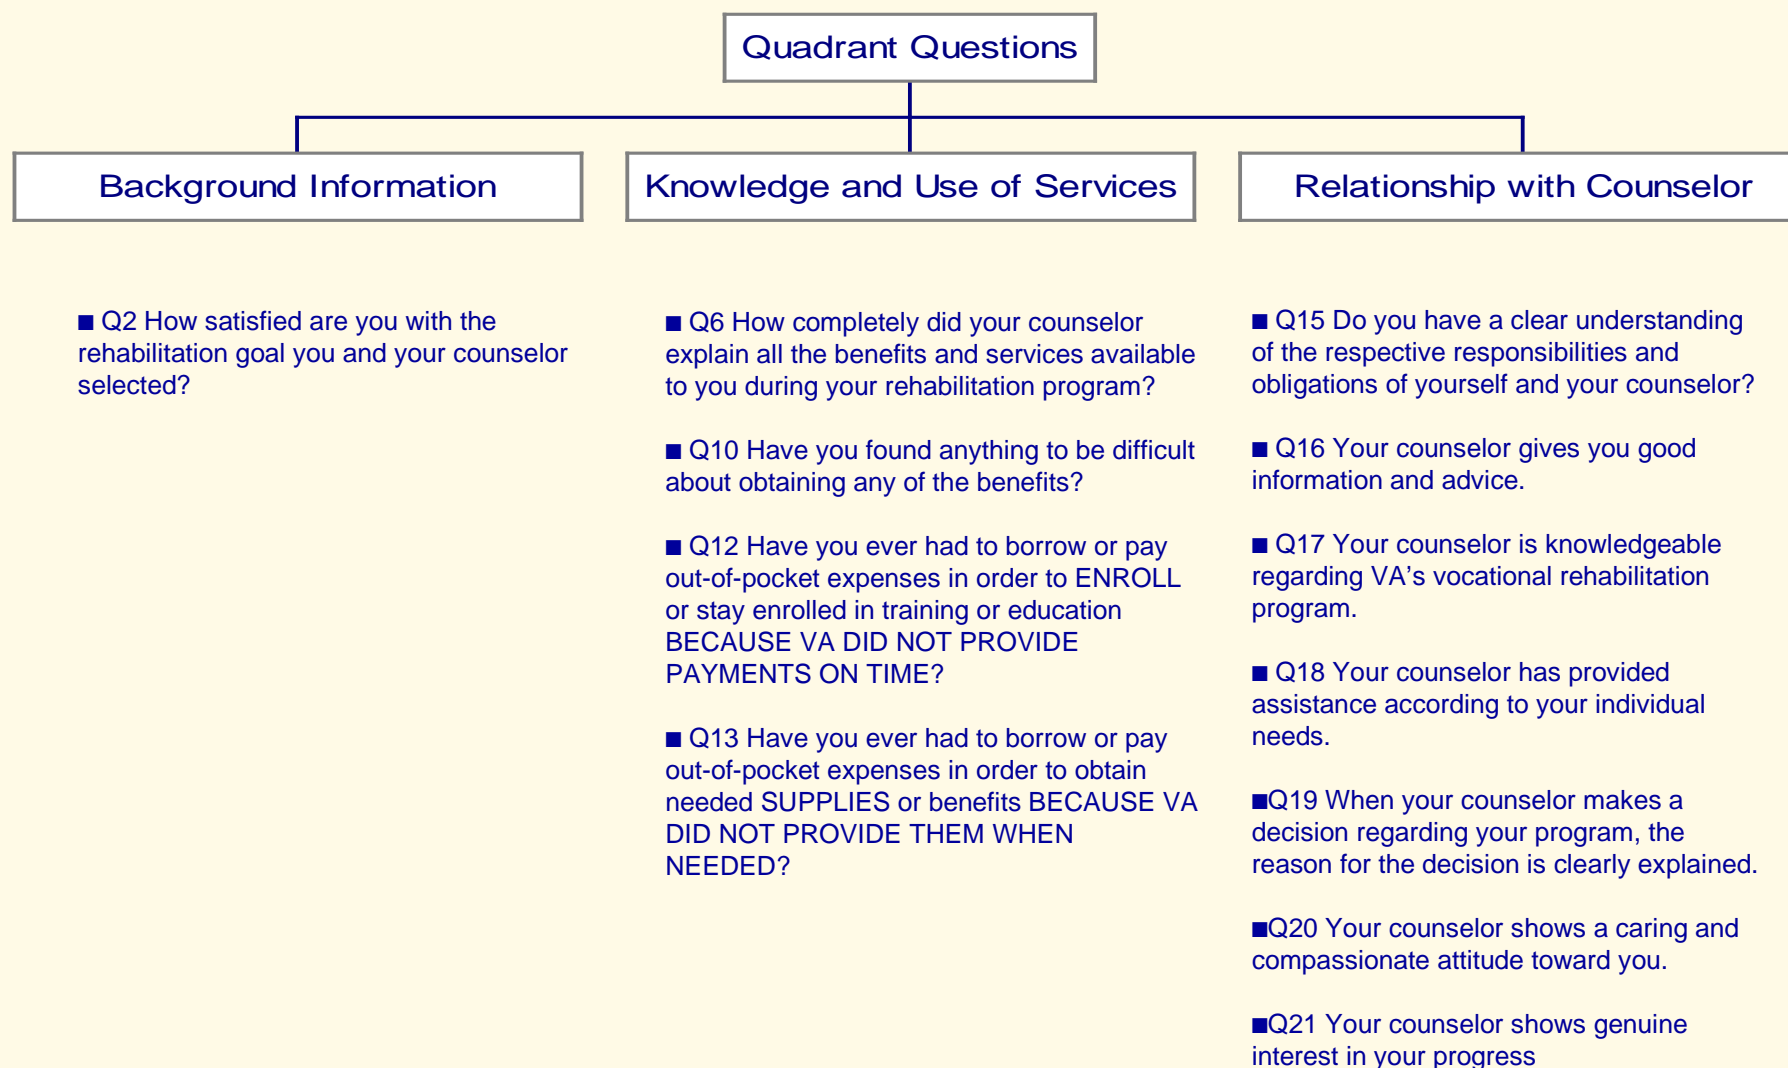 Quadrant Questions
Background Information
Knowledge and Use of Services
Relationship with Counselor
■ Q2 How satisfied are you with the
rehabilitation goal you and your counselor
selected?
■ Q6 How completely did your counselor
explain all the benefits and services available
to you during your rehabilitation program?
■ Q10 Have you found anything to be difficult
about obtaining any of the benefits?
■ Q12 Have you ever had to borrow or pay
out-of-pocket expenses in order to ENROLL
or stay enrolled in training or education
BECAUSE VA DID NOT PROVIDE
PAYMENTS ON TIME?
■ Q13 Have you ever had to borrow or pay
out-of-pocket expenses in order to obtain
needed SUPPLIES or benefits BECAUSE VA
DID NOT PROVIDE THEM WHEN
NEEDED?
■ Q15 Do you have a clear understanding
of the respective responsibilities and
obligations of yourself and your counselor?
■ Q16 Your counselor gives you good
information and advice.
■ Q17 Your counselor is knowledgeable
regarding VA’s vocational rehabilitation
program.
■ Q18 Your counselor has provided
assistance according to your individual
needs.
■Q19 When your counselor makes a
decision regarding your program, the
reason for the decision is clearly explained.
■Q20 Your counselor shows a caring and
compassionate attitude toward you.
■Q21 Your counselor shows genuine
interest in your progress